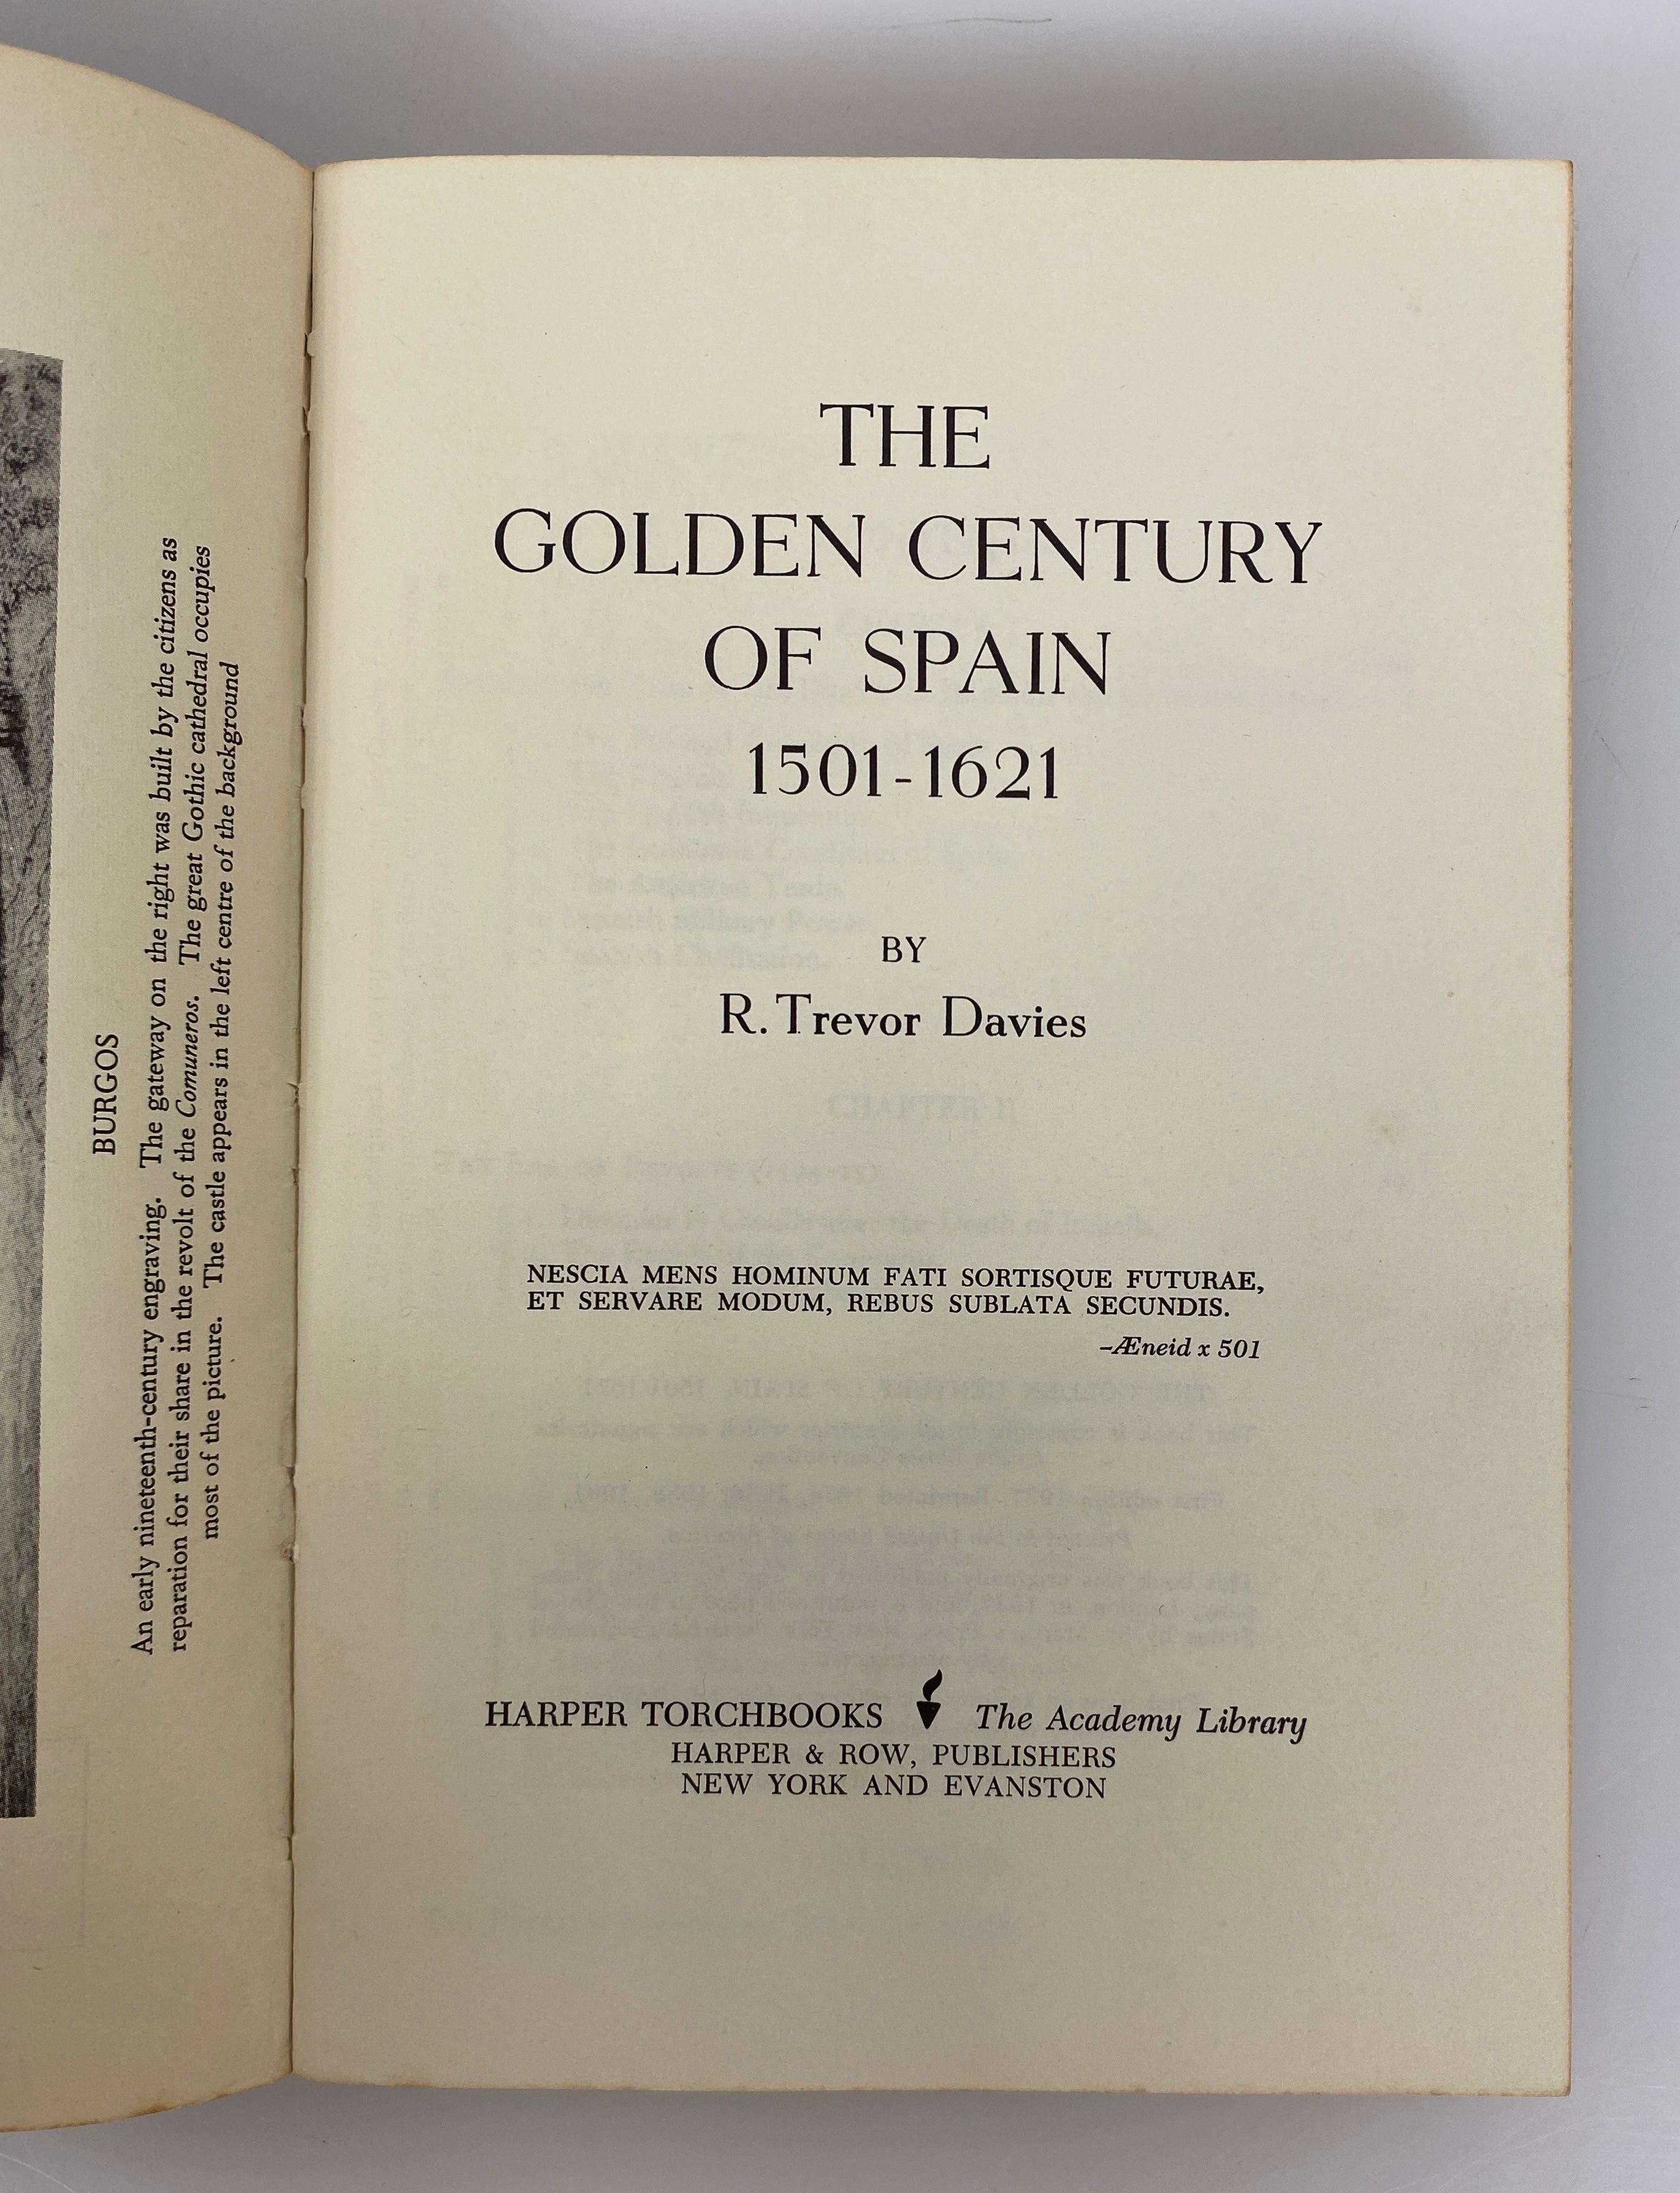 BURGOS
An early nineteenth-century engraving. The gateway on the right was built by the citizens as
reparation for their share in the revolt of the Comuneros. The great Gothic cathedral occupies
most of the picture. The castle appears in the left centre of the background
THE
GOLDEN CENTURY
OF SPAIN
1501-1621
BY
R. Trevor Davies
NESCIA MENS HOMINUM FATI SORTISQUE FUTURAE,
ET SERVARE MODUM, REBUS SUBLATA SECUNDIS.
–Æneid x 501
HARPER TORCHBOOKS The Academy Library
HARPER & ROW, PUBLISHERS
NEW YORK AND EVANSTON